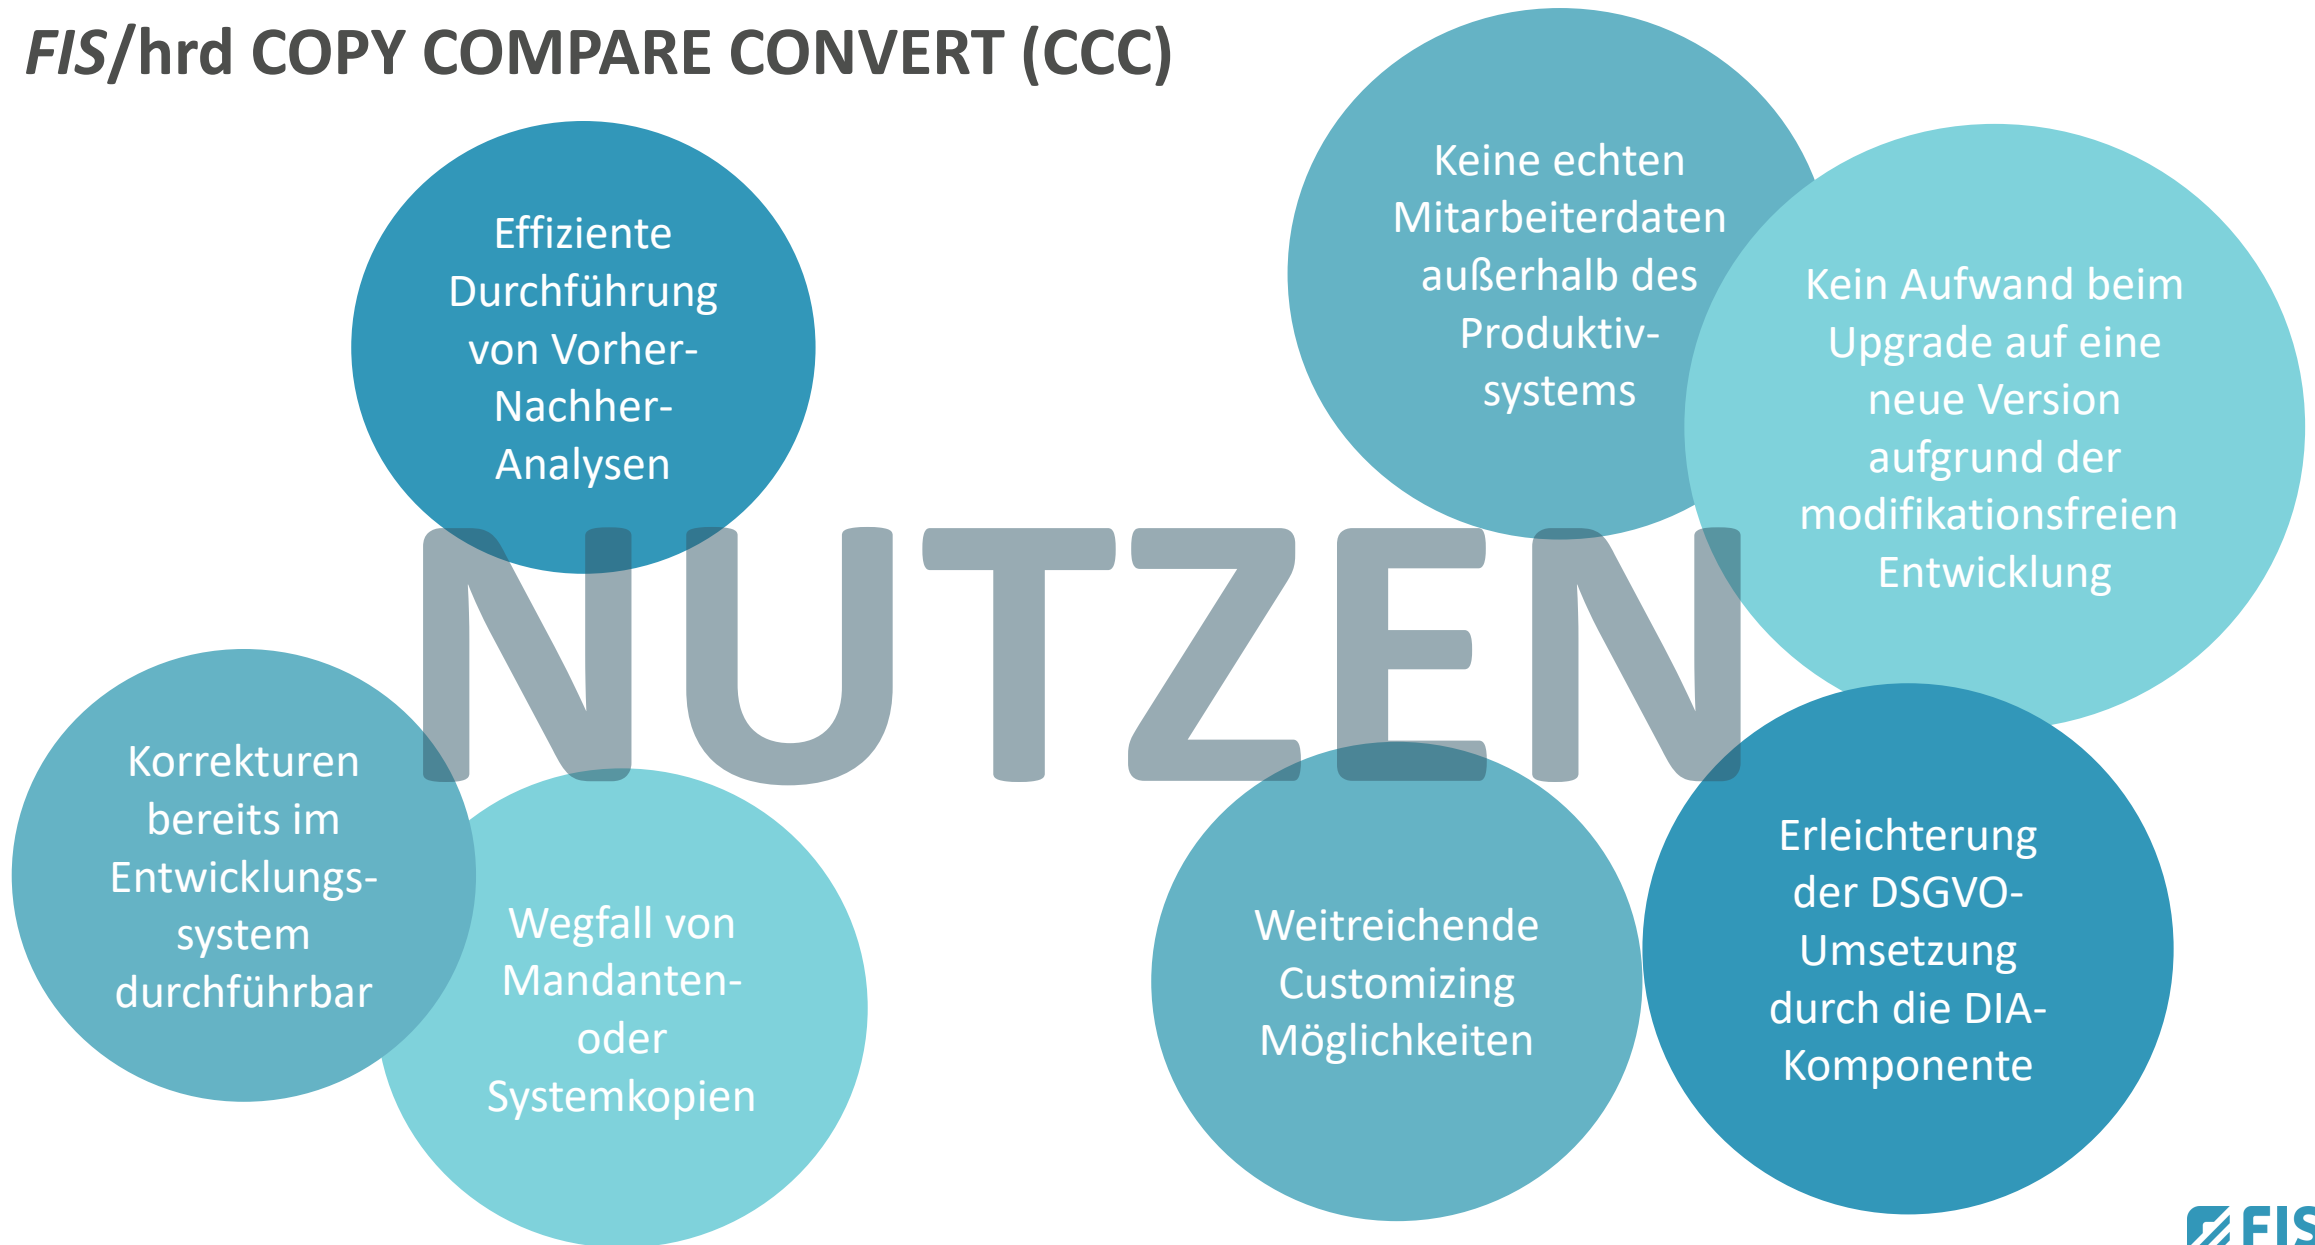 FIS/hrd COPY COMPARE CONVERT (CCC)
Effiziente
Durchführung
von Vorher-
Nachher-
Analysen
Keine echten
Mitarbeiterdaten
außerhalb des
Produktiv-
systems
Kein Aufwand beim
Upgrade auf eine
neue Version
aufgrund der
modifikationsfreien
Entwicklung
NUTZEN
Korrekturen
bereits im
Entwicklungs-
system
durchführbar
Wegfall von
Mandanten-
oder
Systemkopien
Weitreichende
Customizing
Möglichkeiten
Erleichterung
der DSGVO-
Umsetzung
durch die DIA-
Komponente
FIS